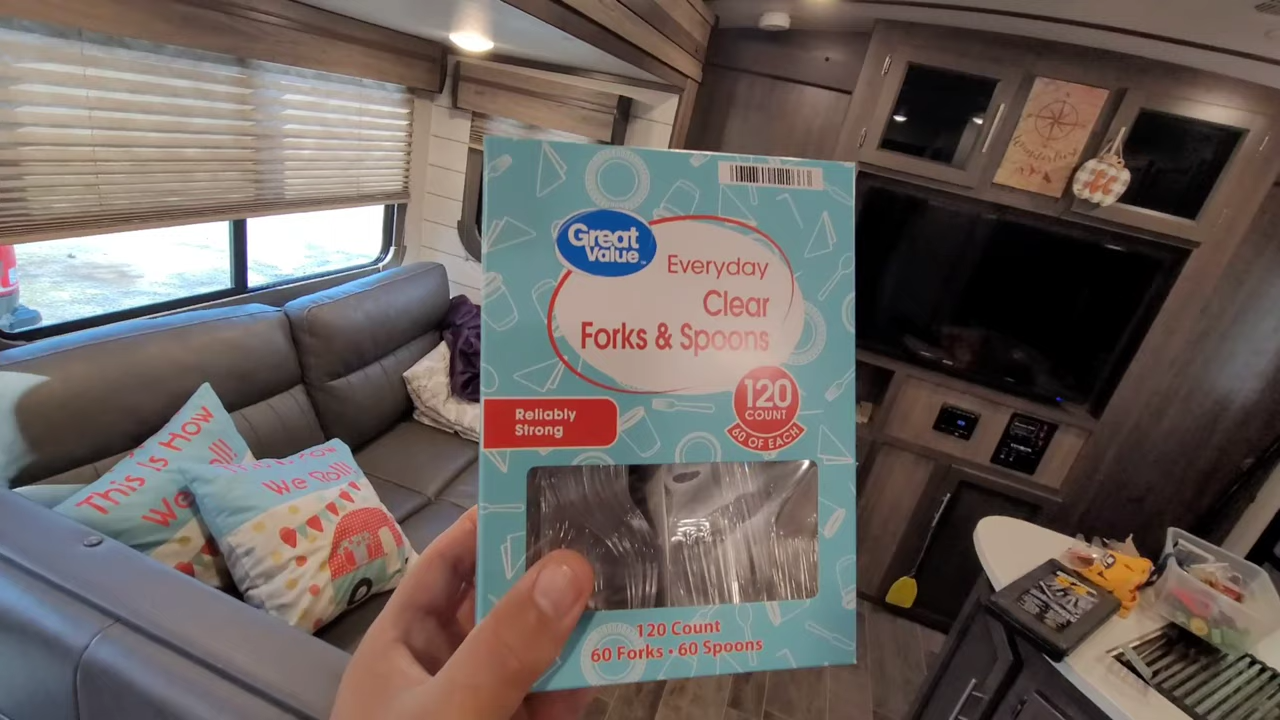 Great
Value
Everyday
Clear
Forks & Spoons
120
COUNT
60 OF EACH
Reliably
Strong
120 Count
60 Forks • 60 Spoons
This Is How
We
We Roll!